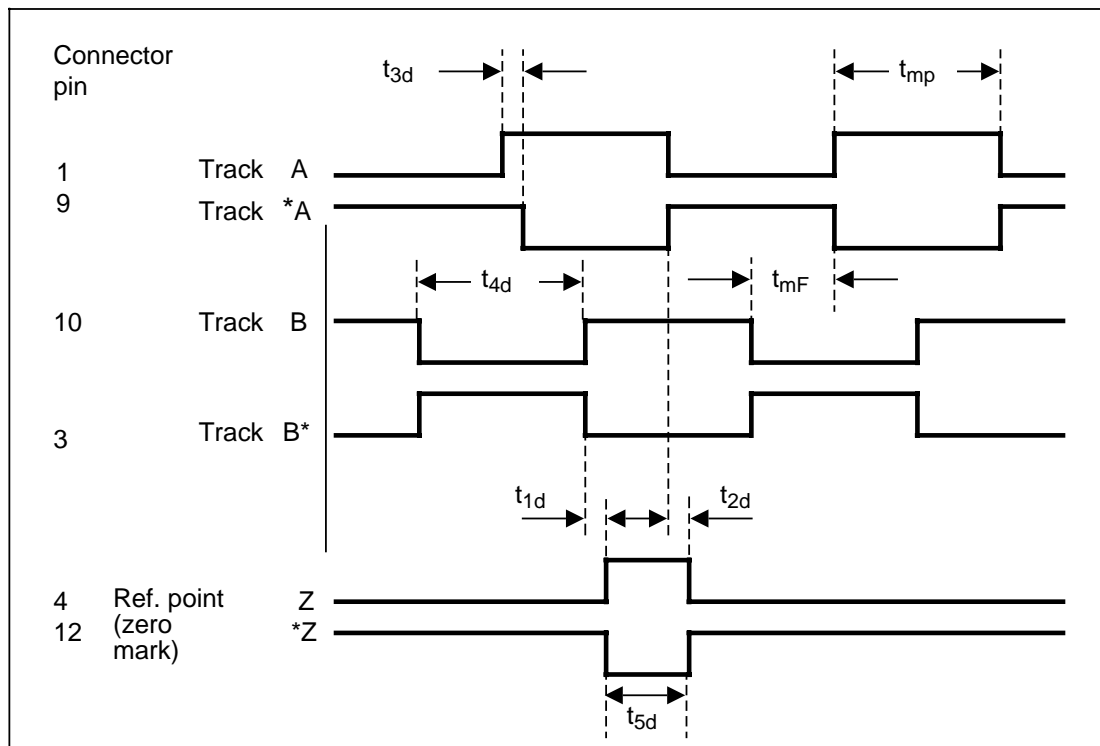 Connector
pin
t3d
tmp
1 Track A
9 Track *A
t4d
tmF
10 Track B
3 Track B*
t1d
t2d
4 Ref. point Z
12 (zero *Z
mark)
t5d